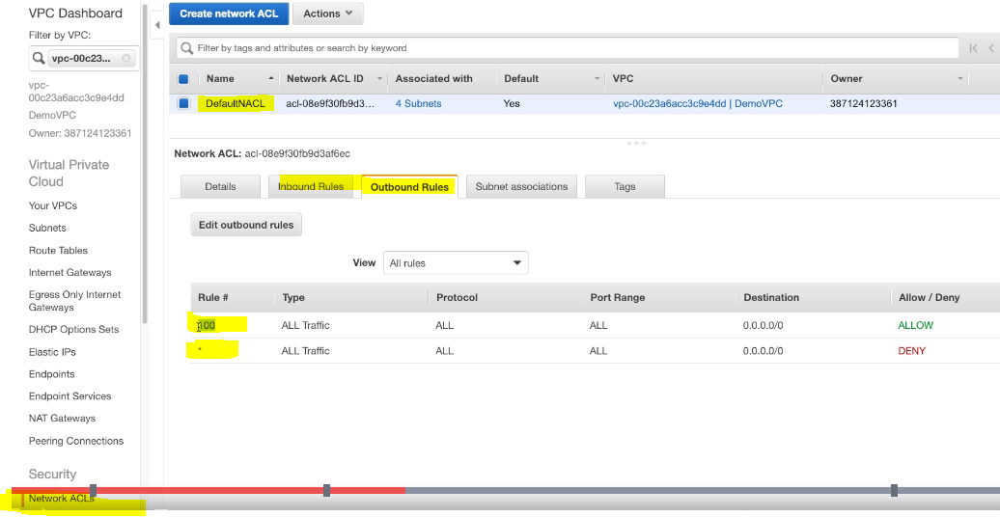 VPC Dashboard
Filter by VPC:
vpc-00c23...
vpc-
00c23a6acc3c9e4dd
DemoVPC
Owner: 387124123361
Virtual Private
Cloud
Your VPCs
Subnets
Route Tables
Internet Gateways
Egress Only Internet
Gateways
DHCP Options Sets
Elastic IPs
Endpoints
Endpoint Services
NAT Gateways
Peering Connections
Security
Network ACLs
Create network ACL Actions
Filter by tags and attributes or search by keyword
Name Network ACL ID Associated with Default VPC Owner
DefaultNACL acl-08e9f30fb9d3... 4 Subnets Yes vpc-00c23a6acc3c9e4dd | DemoVPC 387124123361
Network ACL: acl-08e9f30fb9d3af6ec
Details Inbound Rules Outbound Rules Subnet associations Tags
Edit outbound rules
View All rules
Rule # Type Protocol Port Range Destination Allow / Deny
100 ALL Traffic ALL ALL 0.0.0.0/0 ALLOW
* ALL Traffic ALL ALL 0.0.0.0/0 DENY